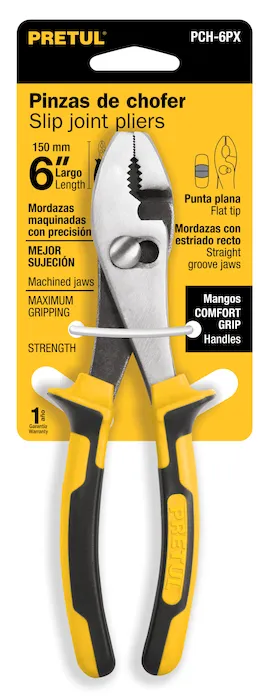 PRETUL®
PCH-6PX
Pinzas de chofer
Slip joint pliers
150 mm
6” Largo
Length
Punta plana
Flat tip
Mordazas
maquinadas
con precisión
MEJOR
SUJECIÓN
Machined jaws
MAXIMUM
GRIPPING
STRENGTH
Mordazas con
estriado recto
Straight
groove jaws
Mangos
COMFORT
GRIP
Handles
1 año
Garantía
Warranty
PRETUL